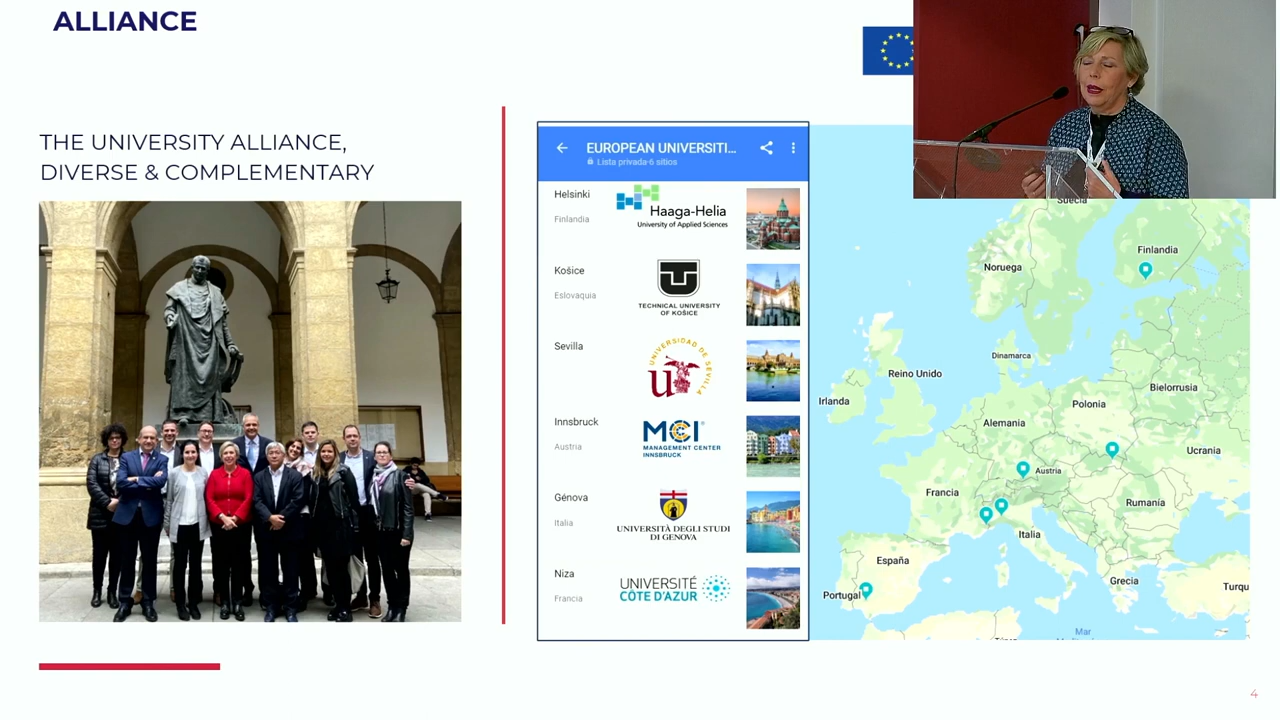 ALLIANCE
THE UNIVERSITY ALLIANCE,
DIVERSE & COMPLEMENTARY
EUROPEAN UNIVERSITI...
Lista privada·6 sitios
Helsinki
Finlandia
Haaga-Helia
University of Applied Sciences
Košice
Eslovaquia
TECHNICAL UNIVERSITY
OF KOŠICE
Sevilla
UNIVERSIDAD DE SEVILLA
Innsbruck
Austria
MCI
MANAGEMENT CENTER
INNSBRUCK
Génova
Italia
UNIVERSITÀ DEGLI STUDI
DI GENOVA
Niza
Francia
UNIVERSITÉ
CÔTE D'AZUR
Suecia
Finlandia
Noruega
Dinamarca
Reino Unido
Irlanda
Bielorrusia
Polonia
Alemania
Ucrania
Austria
Francia
Rumanía
Italia
España
Grecia
Turqu
Portugal
Mar
4